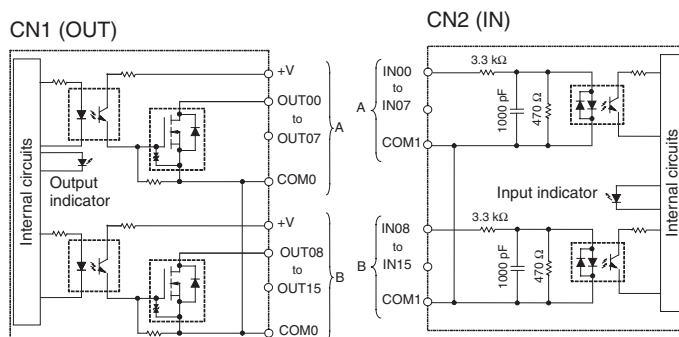 CN1 (OUT)
Internal circuits
+V
OUT00
to
OUT07
COM0
A
Output
indicator
+V
OUT08
to
OUT15
COM0
B
CN2 (IN)
A
IN00
to
IN07
COM1
3.3 kΩ
1000 pF
470 Ω
Input indicator
B
IN08
to
IN15
COM1
3.3 kΩ
1000 pF
470 Ω
Internal circuits